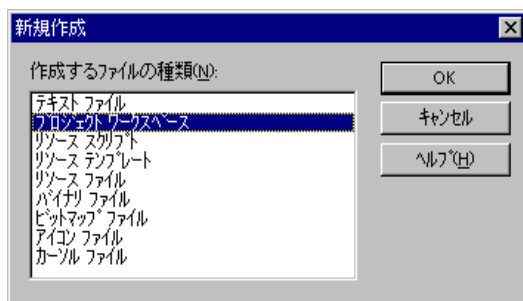 新規作成
作成するファイルの種類(N):
テキスト ファイル
プロジェクト ワークスペース
リソース スクリプト
リソース テンプレート
リソース ファイル
バイナリ ファイル
ビットマップ ファイル
アイコン ファイル
カーソル ファイル
OK
キャンセル
ヘルプ(H)